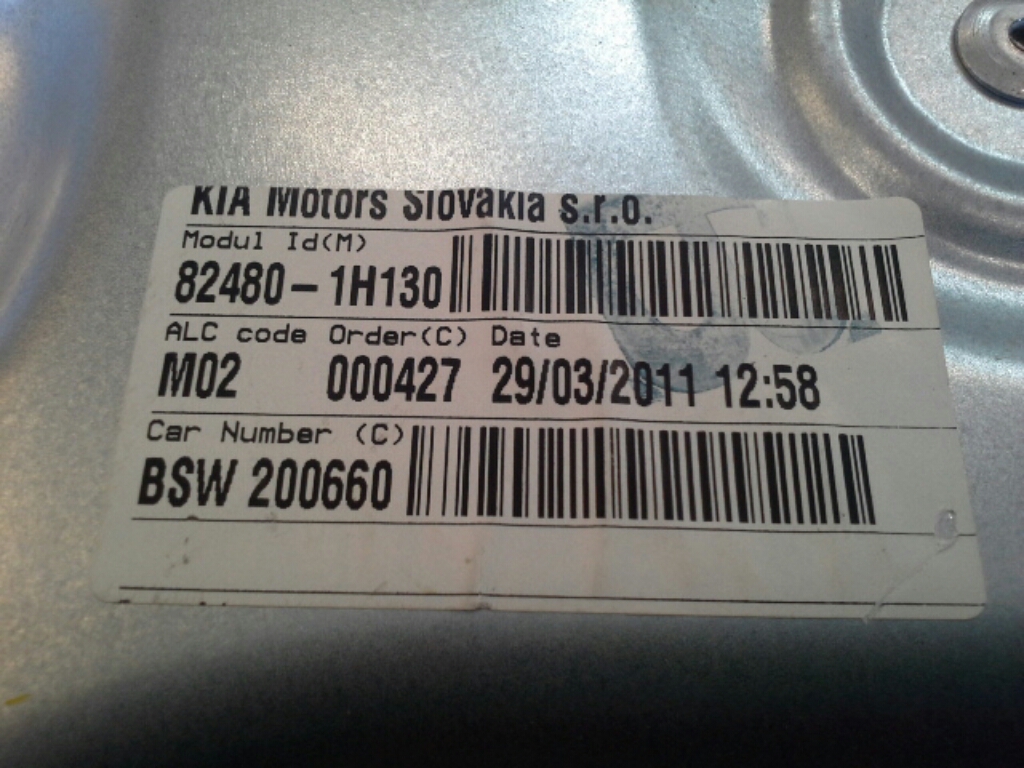 KIA Motors Slovakia s.r.o.
Modul Id(M)
82480-1H130
ALC code Order(C) Date
M02 000427 29/03/2011 12:58
Car Number (C)
BSW 200660